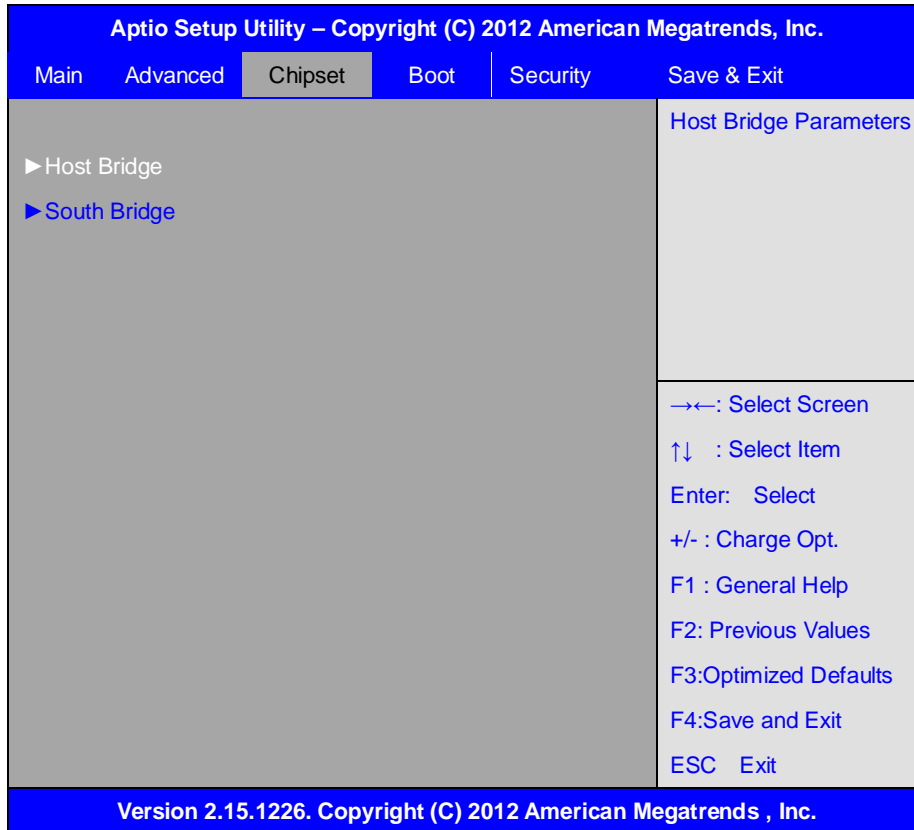 Aptio Setup Utility – Copyright (C) 2012 American Megatrends, Inc.
Main Advanced Chipset Boot Security Save & Exit
►Host Bridge
►South Bridge
Host Bridge Parameters
→←: Select Screen
↑↓ : Select Item
Enter: Select
+/- : Charge Opt.
F1 : General Help
F2: Previous Values
F3:Optimized Defaults
F4:Save and Exit
ESC Exit
Version 2.15.1226. Copyright (C) 2012 American Megatrends , Inc.